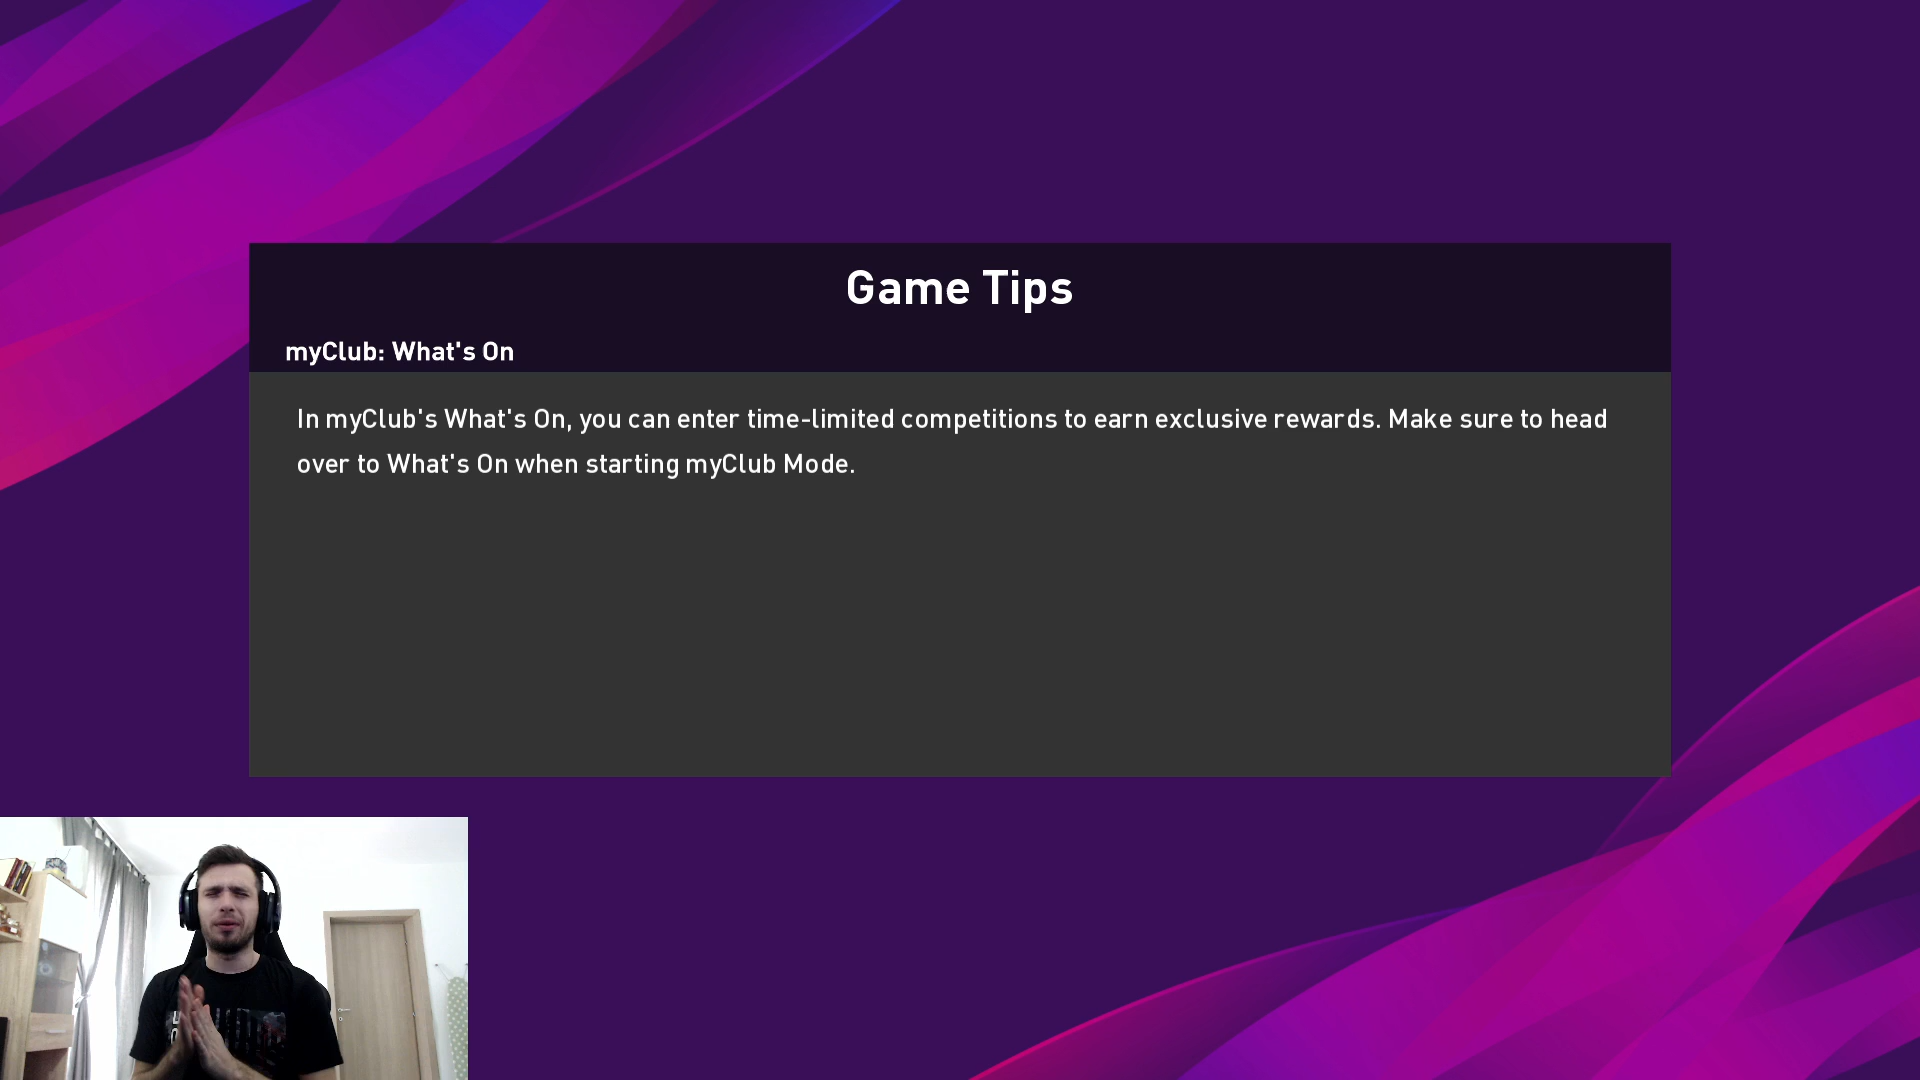 Game Tips
myClub: What's On
In myClub's What's On, you can enter time-limited competitions to earn exclusive rewards. Make sure to head
over to What's On when starting myClub Mode.